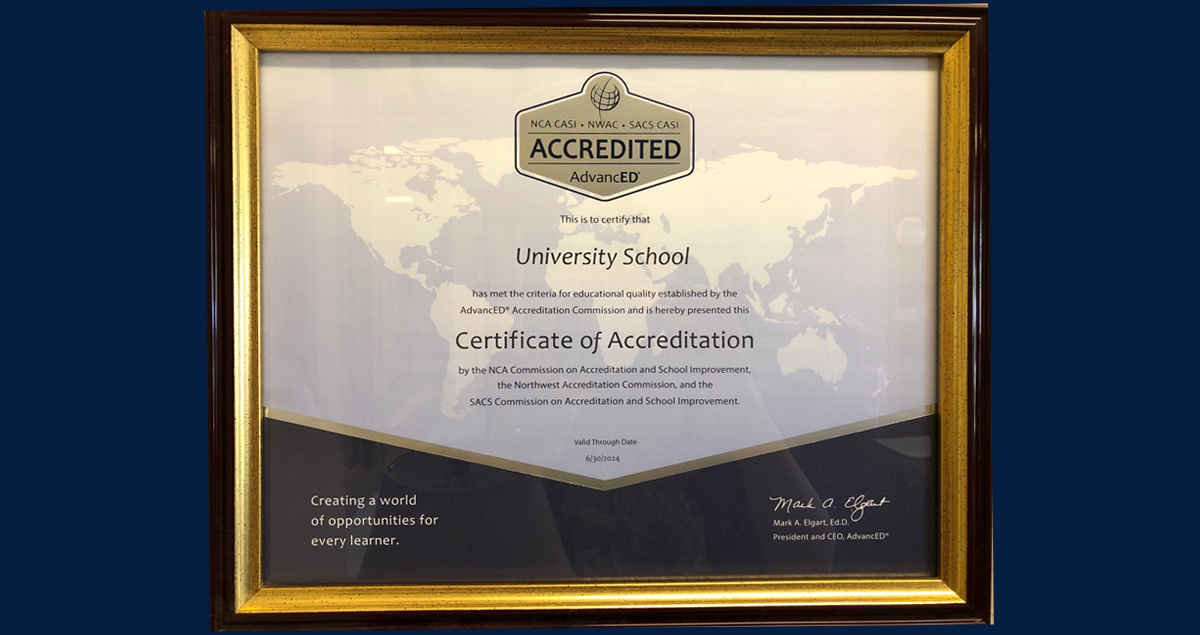 NCA CASI • NWAC • SACS CASI
ACCREDITED
AdvancED®
This is to certify that
University School
has met the criteria for educational quality established by the
AdvancED® Accreditation Commission and is hereby presented this
Certificate of Accreditation
by the NCA Commission on Accreditation and School Improvement,
the Northwest Accreditation Commission, and the
SACS Commission on Accreditation and School Improvement.
Valid Through Date
6/30/2024
Creating a world
of opportunities for
every learner.
Mark A. Elgart
Mark A. Elgart, Ed.D.
President and CEO, AdvancED®